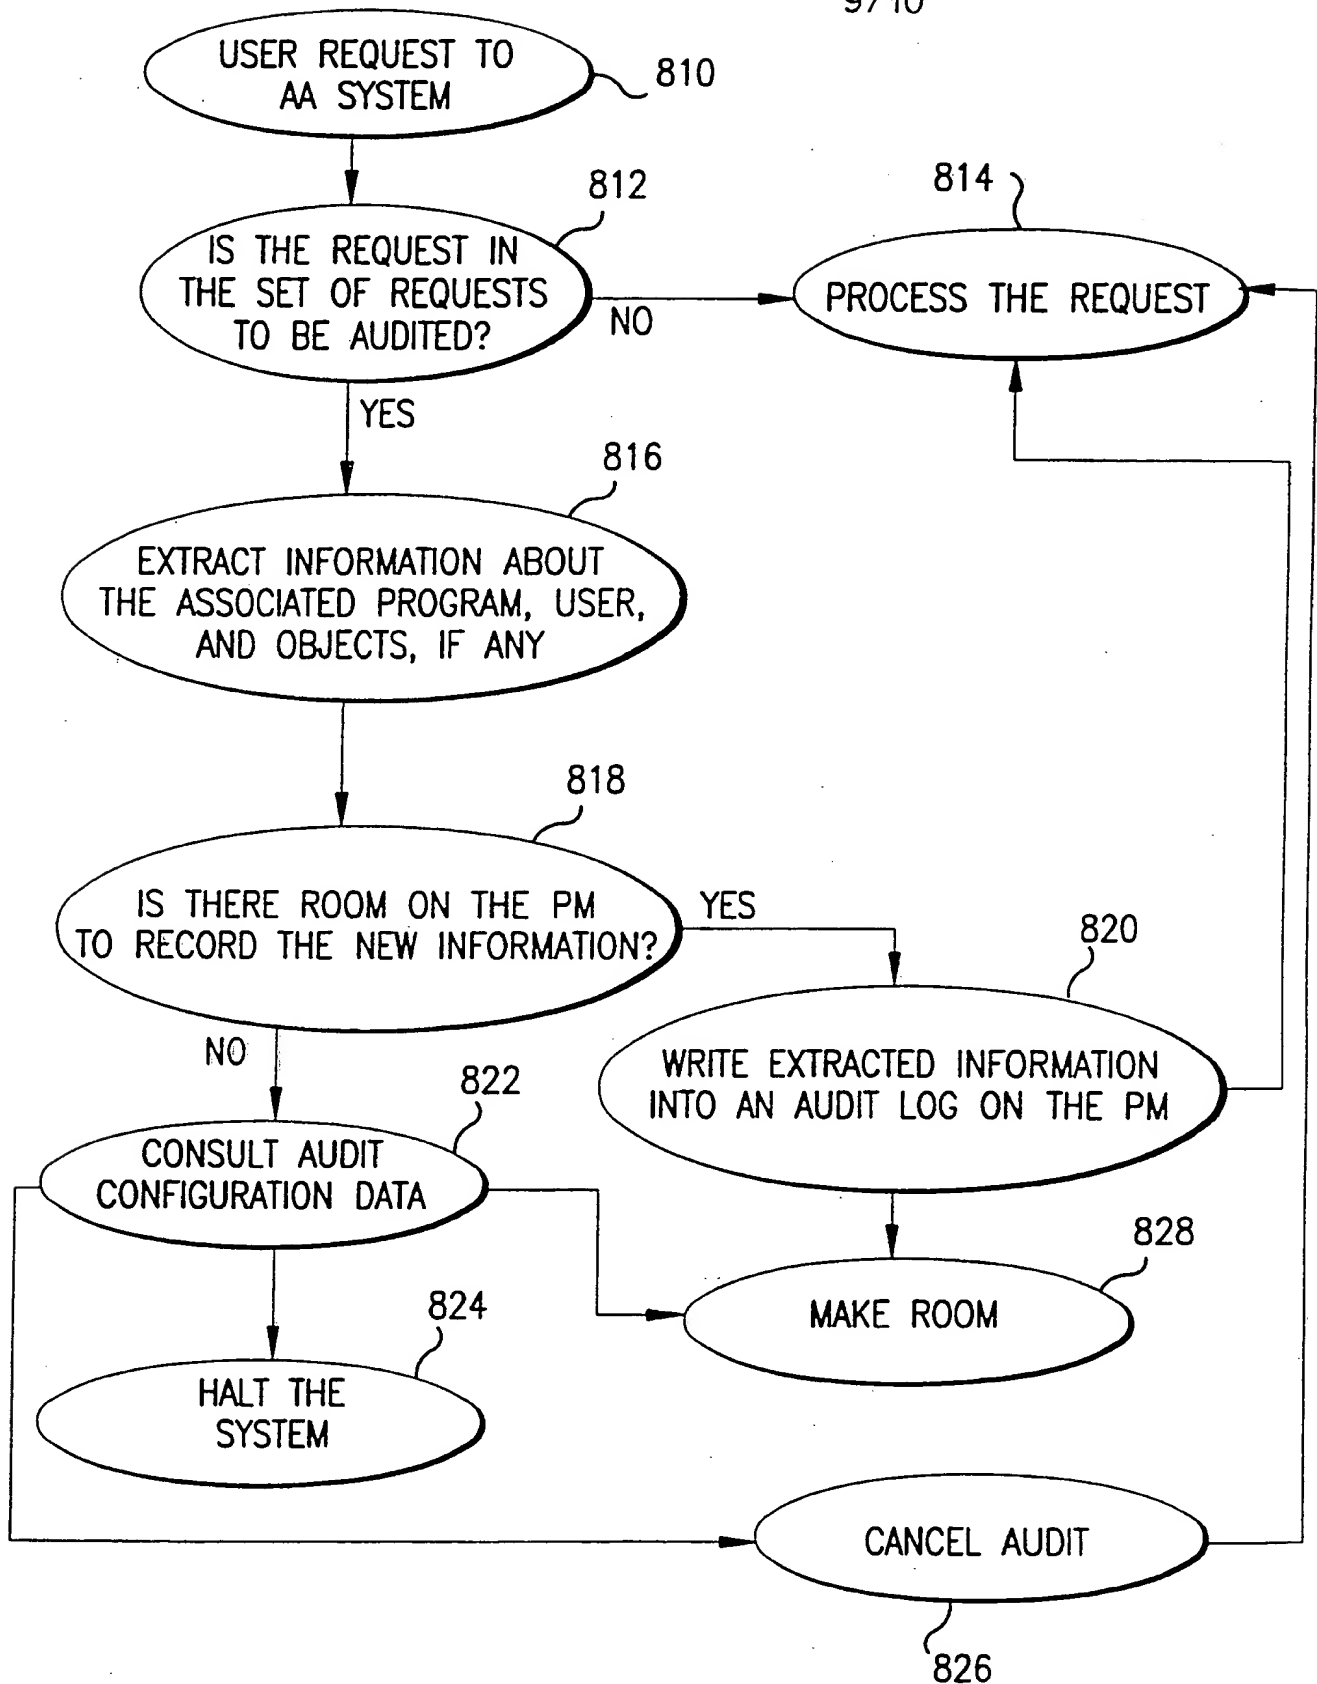 9/10
USER REQUEST TO
AA SYSTEM
810
812
IS THE REQUEST IN
THE SET OF REQUESTS
TO BE AUDITED?
NO
814
PROCESS THE REQUEST
YES
816
EXTRACT INFORMATION ABOUT
THE ASSOCIATED PROGRAM, USER,
AND OBJECTS, IF ANY
818
IS THERE ROOM ON THE PM
TO RECORD THE NEW INFORMATION?
YES
820
WRITE EXTRACTED INFORMATION
INTO AN AUDIT LOG ON THE PM
NO
822
CONSULT AUDIT
CONFIGURATION DATA
828
MAKE ROOM
824
HALT THE
SYSTEM
CANCEL AUDIT
826